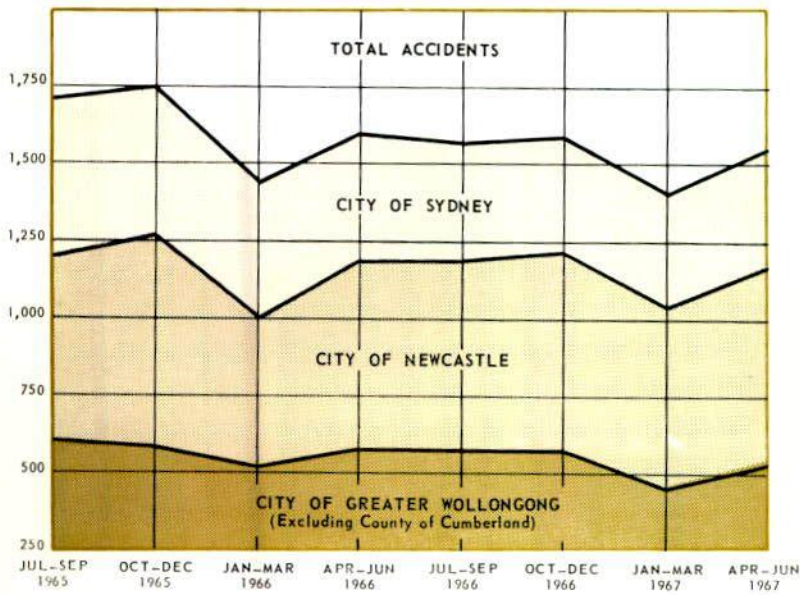 TOTAL ACCIDENTS
1,750
1,500
CITY OF SYDNEY
1,250
1,000
CITY OF NEWCASTLE
750
500
CITY OF GREATER WOLLONGONG
(Excluding County of Cumberland)
250
JUL–SEP 1965
OCT–DEC 1965
JAN–MAR 1966
APR–JUN 1966
JUL–SEP 1966
OCT–DEC 1966
JAN–MAR 1967
APR–JUN 1967